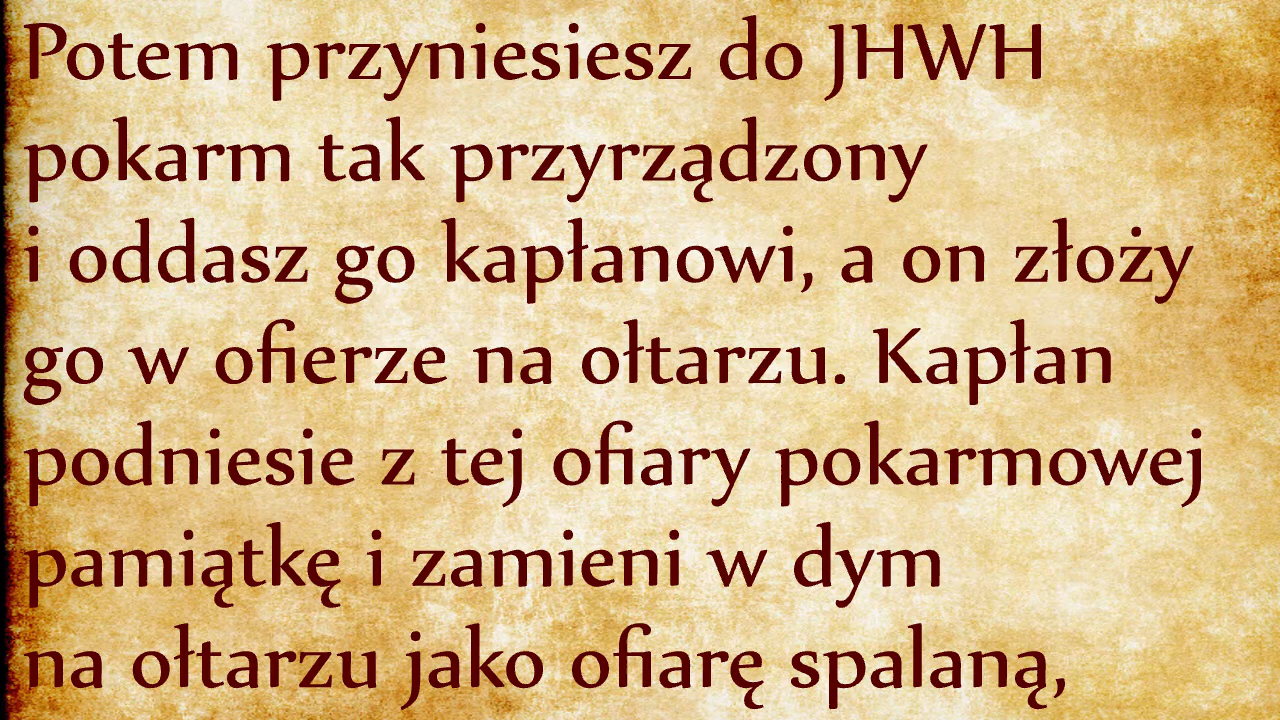 Potem przyniesiesz do JHWH
pokarm tak przyrządzony
i oddasz go kapłanowi, a on złoży
go w ofierze na ołtarzu. Kapłan
podniesie z tej ofiary pokarmowej
pamiątkę i zamieni w dym
na ołtarzu jako ofiarę spalaną,